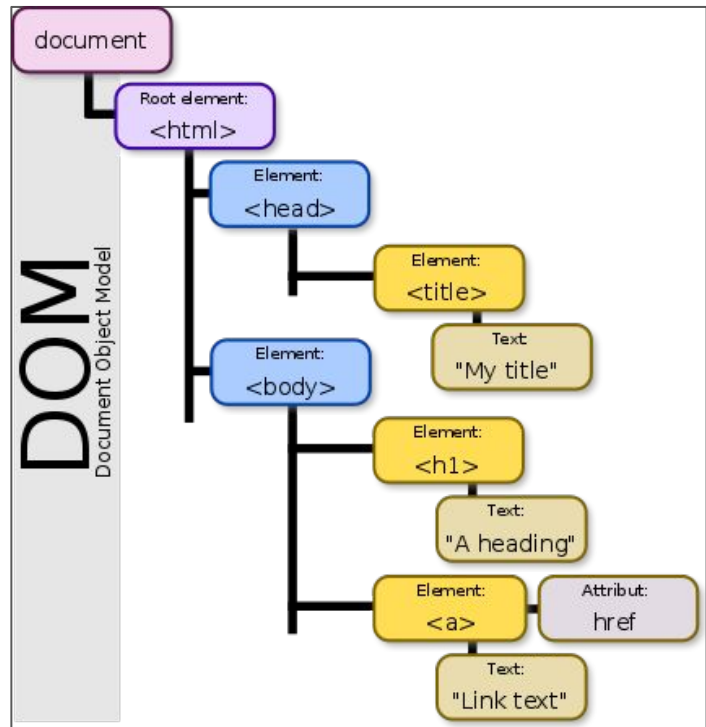 document
Root element:
<html>
Element:
<head>
Element:
<title>
Text
"My title"
Element:
<body>
Element:
<h1>
Text:
"A heading"
Element:
<a>
Attribut:
href
Text:
"Link text"
DOM
Document Object Model